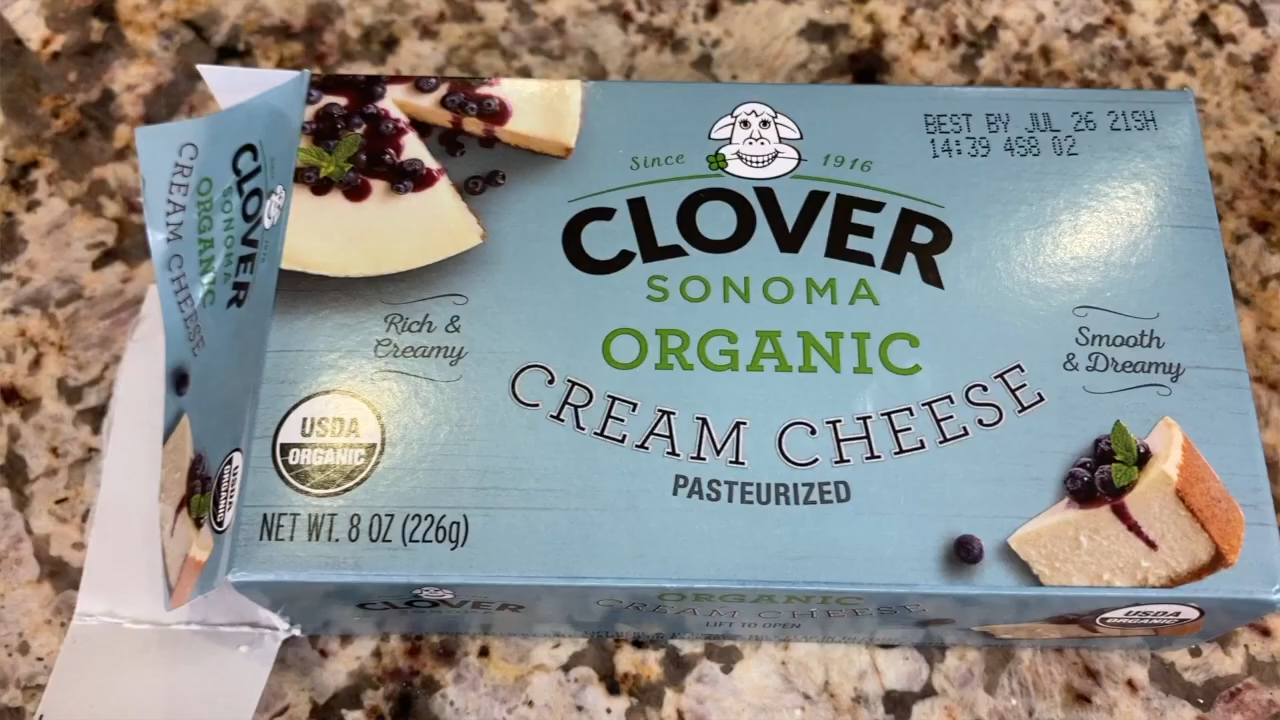 BEST BY JUL 26 21SH
14:39 458 02
Since 1916
CLOVER
SONOMA
ORGANIC
CREAM CHEESE
PASTEURIZED
Rich &
Creamy
Smooth
& Dreamy
USDA
ORGANIC
NET WT. 8 OZ (226g)
CLOVER
SONOMA
ORGANIC
CREAM CHEESE
USDA
ORGANIC
CLOVER
ORGANIC
CREAM CHEESE
LIFT TO OPEN
USDA
ORGANIC